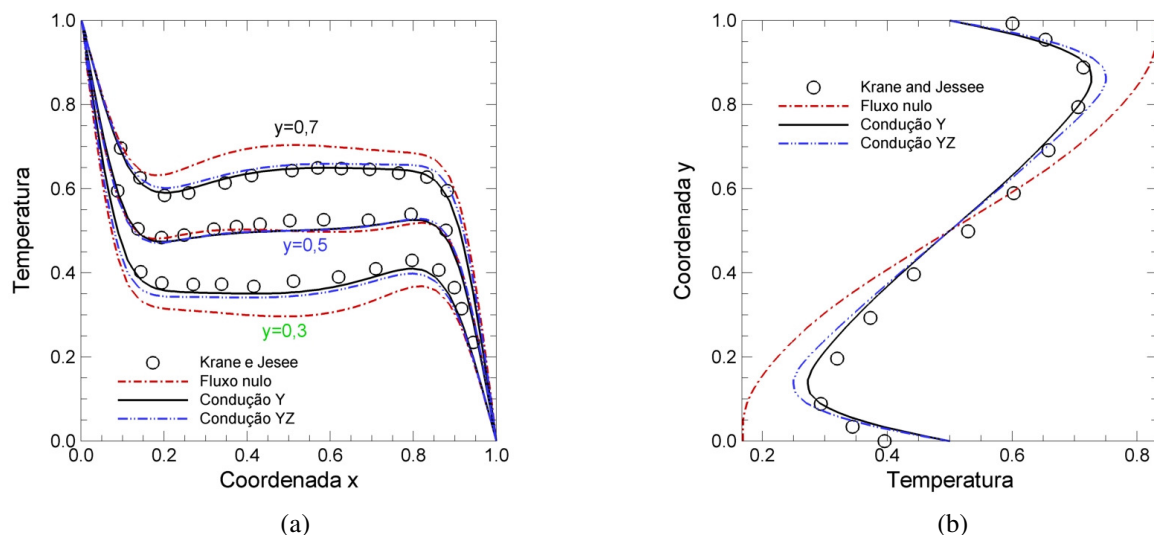 1.0
0.8
0.6
0.4
0.2
0.0
Temperatura
y=0,7
y=0,5
y=0,3
Krane e Jesee
Fluxo nulo
Condução Y
Condução YZ
0.0 0.2 0.4 0.6 0.8 1.0
Coordenada x
(a)
1.0
0.8
0.6
0.4
0.2
0.0
Coordenada y
Krane and Jessee
Fluxo nulo
Condução Y
Condução YZ
0.2 0.4 0.6 0.8
Temperatura
(b)